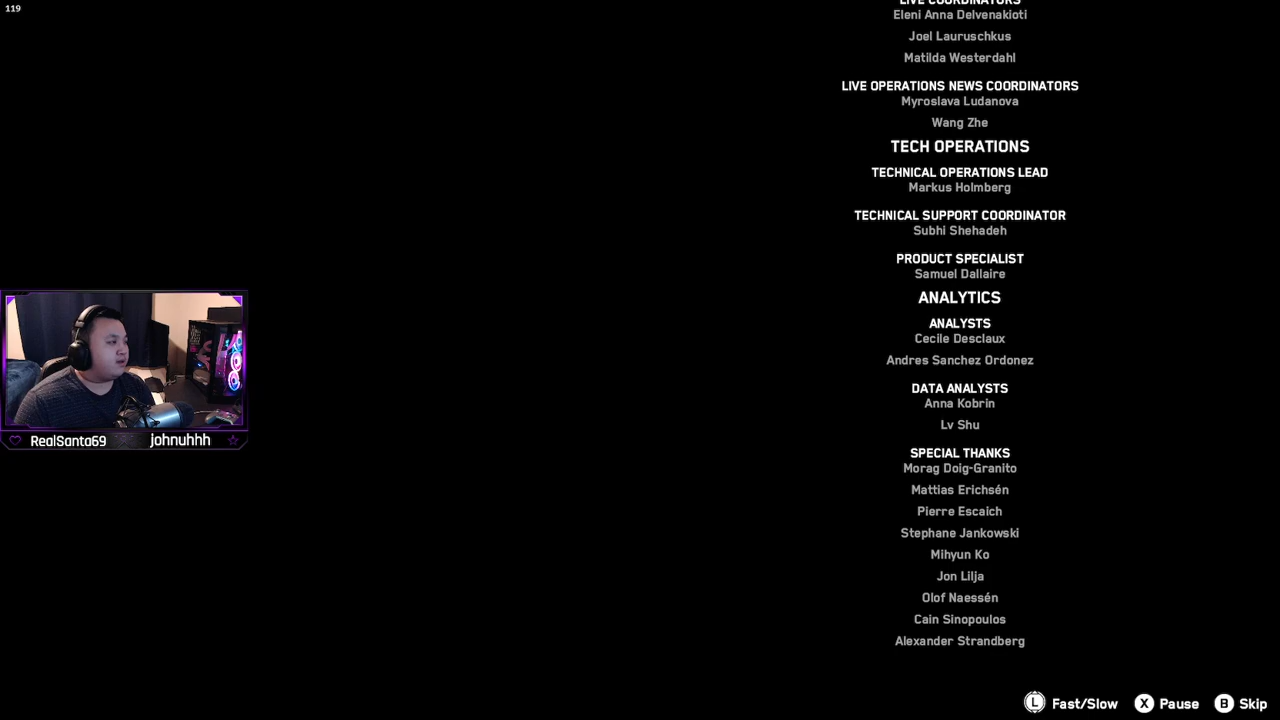 119
LIVE COORDINATORS
Eleni Anna Delvenakioti
Joel Lauruschkus
Matilda Westerdahl
LIVE OPERATIONS NEWS COORDINATORS
Myroslava Ludanova
Wang Zhe
TECH OPERATIONS
TECHNICAL OPERATIONS LEAD
Markus Holmberg
TECHNICAL SUPPORT COORDINATOR
Subhi Shehadeh
PRODUCT SPECIALIST
Samuel Dallaire
ANALYTICS
ANALYSTS
Cecile Desclaux
Andres Sanchez Ordonez
DATA ANALYSTS
Anna Kobrin
Lv Shu
SPECIAL THANKS
Morag Doig-Granito
Mattias Erichsén
Pierre Escaich
Stephane Jankowski
Mihyun Ko
Jon Lilja
Olof Naessén
Cain Sinopoulos
Alexander Strandberg
RealSanta69 johnuhhh
L Fast/Slow X Pause B Skip